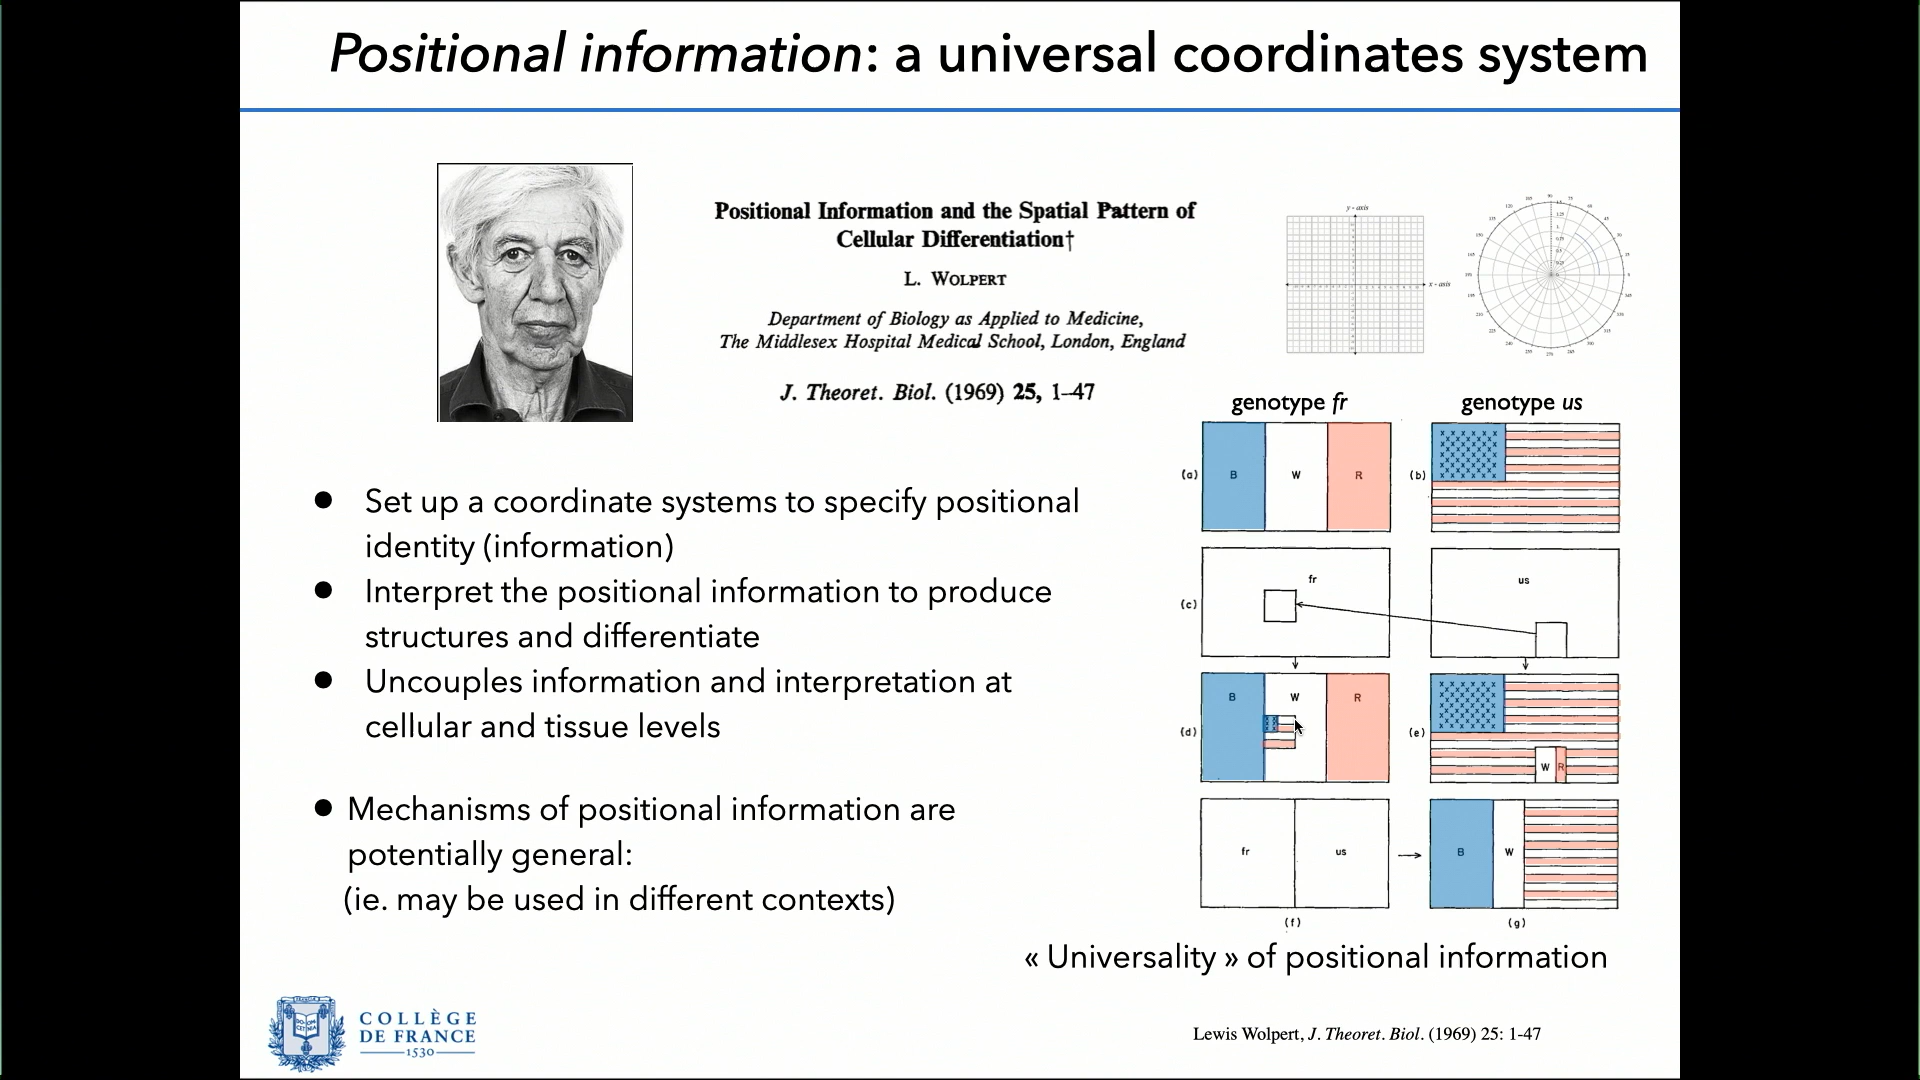 Positional information: a universal coordinates system
Positional Information and the Spatial Pattern of
Cellular Differentiation†
L. WOLPERT
Department of Biology as Applied to Medicine,
The Middlesex Hospital Medical School, London, England
J. Theoret. Biol. (1969) 25, 1–47
y - axis
x - axis
genotype fr
genotype us
(a)
B
W
R
(b)
(c)
fr
us
(d)
B
W
R
(e)
W
R
fr
us
B
W
(f)
(g)
Set up a coordinate systems to specify positional
identity (information)
Interpret the positional information to produce
structures and differentiate
Uncouples information and interpretation at
cellular and tissue levels
Mechanisms of positional information are
potentially general:
(ie. may be used in different contexts)
« Universality » of positional information
COLLÈGE
DE FRANCE
1530
Lewis Wolpert, J. Theoret. Biol. (1969) 25: 1-47